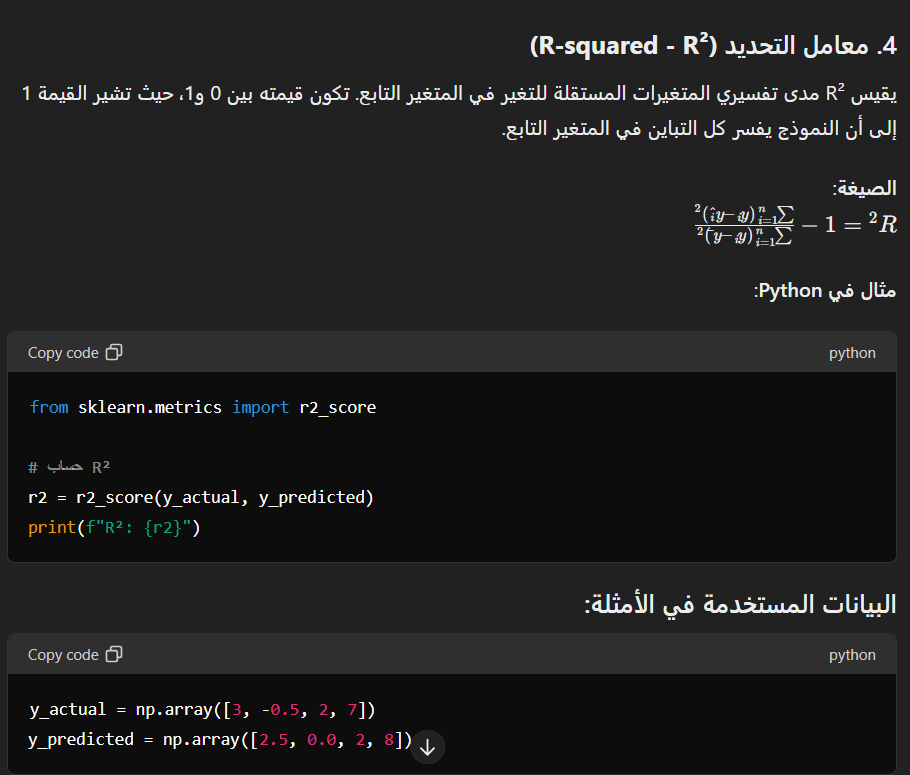 4. معامل التحديد (R-squared - R²)
يقيس R² مدى تفسيري المتغيرات المستقلة للتغير في المتغير التابع. تكون قيمته بين 0 و1، حيث تشير القيمة 1
إلى أن النموذج يفسر كل التباين في المتغير التابع.
الصيغة:
R² = 1 − \frac{\sum_{i=1}^{n}(y_i − \hat{y}_i)^2}{\sum_{i=1}^{n}(y_i − \bar{y})^2}
مثال في Python:
Copy code python
from sklearn.metrics import r2_score
# حساب R²
r2 = r2_score(y_actual, y_predicted)
print(f"R²: {r2}")
البيانات المستخدمة في الأمثلة:
Copy code python
y_actual = np.array([3, -0.5, 2, 7])
y_predicted = np.array([2.5, 0.0, 2, 8])